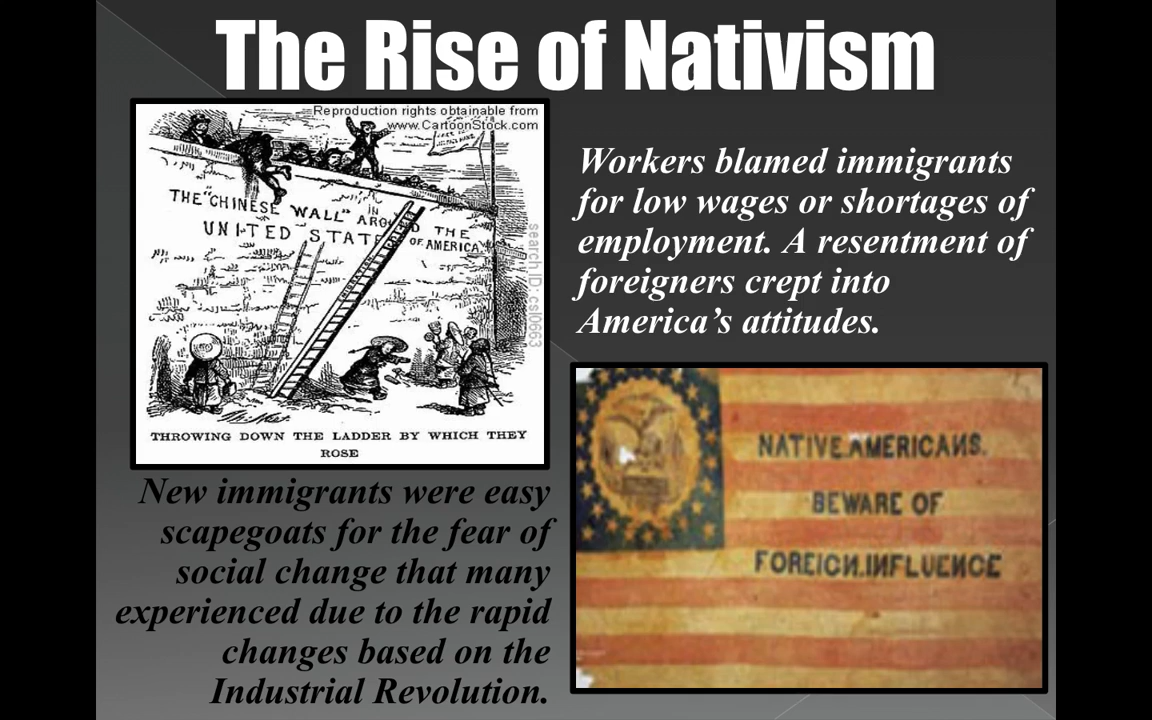 The Rise of Nativism
Reproduction rights obtainable from
www.CartoonStock.com
THE "CHINESE WALL" IN AROUND THE
UNITED STATES OF AMERICA
search ID: csl0663
THROWING DOWN THE LADDER BY WHICH THEY
ROSE
Workers blamed immigrants
for low wages or shortages of
employment. A resentment of
foreigners crept into
America's attitudes.
New immigrants were easy
scapegoats for the fear of
social change that many
experienced due to the rapid
changes based on the
Industrial Revolution.
NATIVE AMERICANS.
BEWARE OF
FOREIGN.INFLUENCE